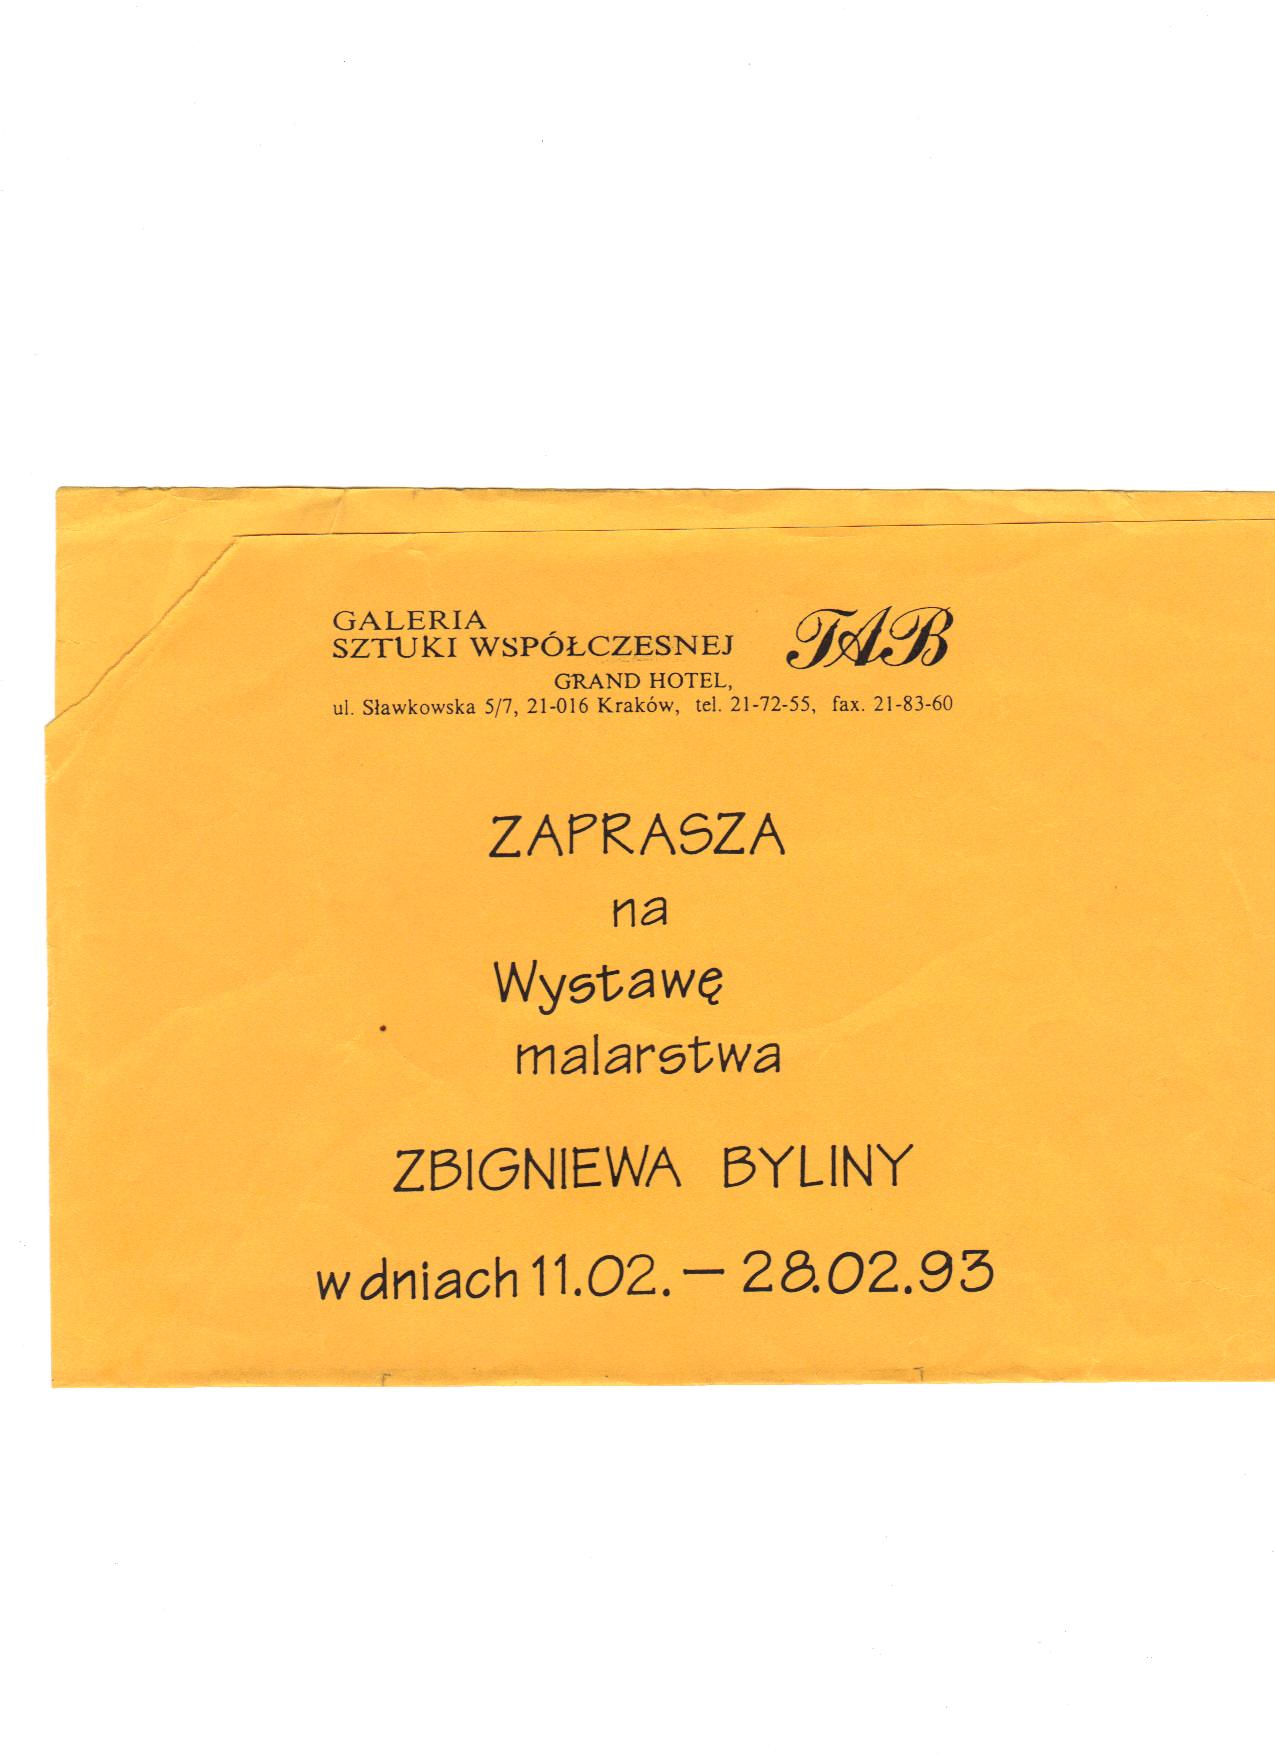 GALERIA
SZTUKI WSPÓŁCZESNEJ TAB
GRAND HOTEL,
ul. Sławkowska 5/7, 21-016 Kraków, tel. 21-72-55, fax. 21-83-60
ZAPRASZA
na
Wystawę
malarstwa
ZBIGNIEWA BYLINY
w dniach 11.02. — 28.02.93